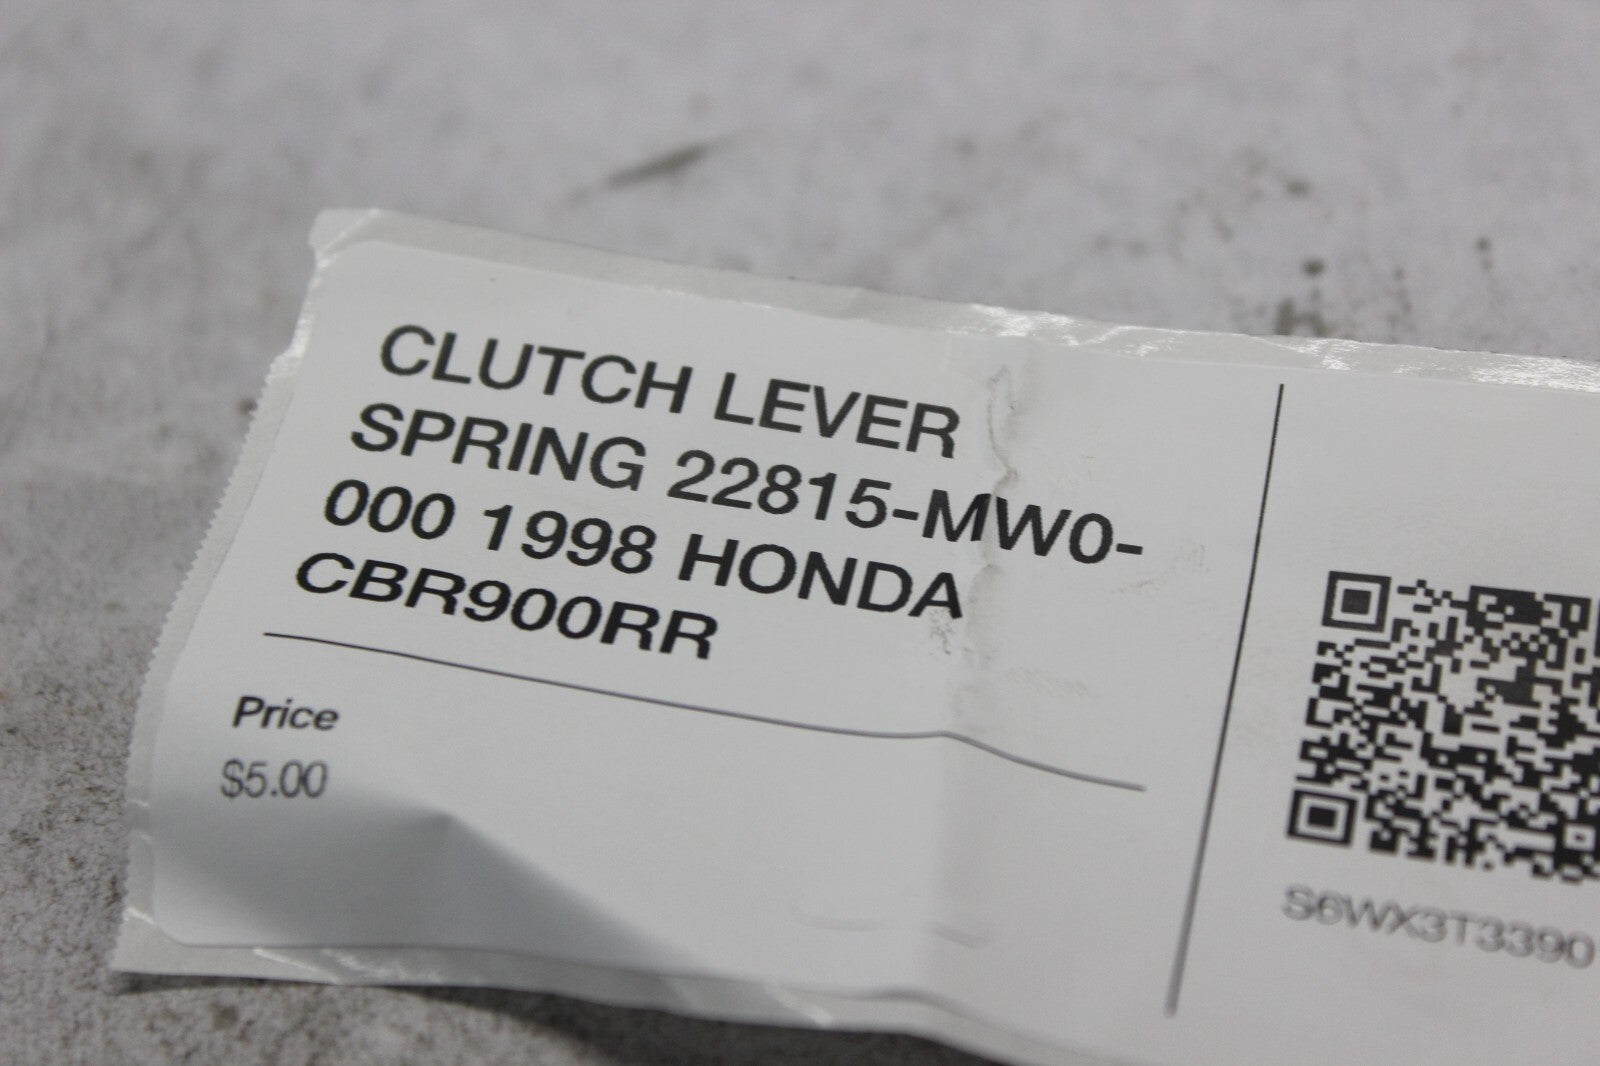 CLUTCH LEVER
SPRING 22815-MW0-
000 1998 HONDA
CBR900RR
Price
$5.00
S6WX3T3390